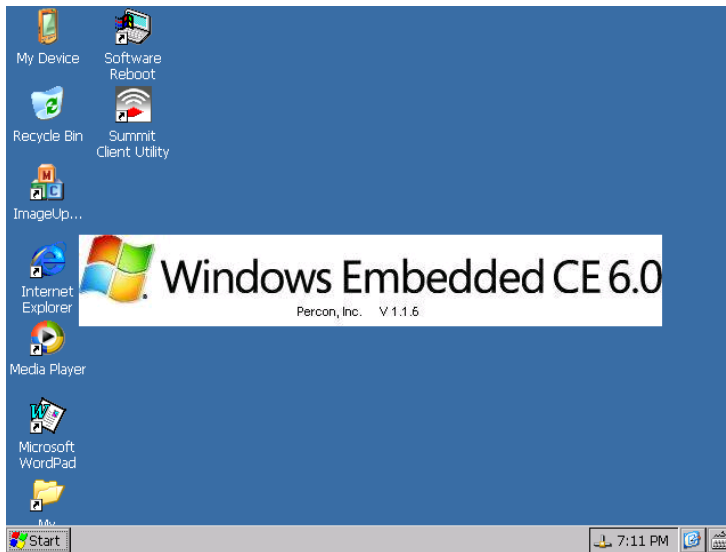 My Device
Software
Reboot
Recycle Bin
Summit
Client Utility
ImageUp...
Internet
Explorer
Windows Embedded CE 6.0
Percon, Inc. V 1.1.6
Media Player
Microsoft
WordPad
My
Start
7:11 PM